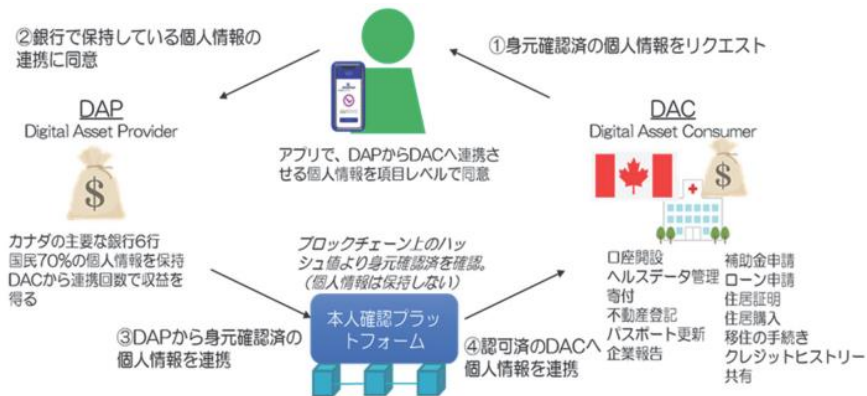 ②銀行で保持している個人情報の
連携に同意
①身元確認済の個人情報をリクエスト
DAP
Digital Asset Provider
DAC
Digital Asset Consumer
アプリで、DAPからDACへ連携さ
せる個人情報を項目レベルで同意
$
$
カナダの主要な銀行6行
国民70%の個人情報を保持
DACから連携回数で収益を
得る
ブロックチェーン上のハッ
シュ値より身元確認済を確認。
（個人情報は保持しない）
本人確認プラッ
トフォーム
口座開設
ヘルスデータ管理
寄付
不動産登記
パスポート更新
企業報告
補助金申請
ローン申請
住居証明
住居購入
移住の手続き
クレジットヒストリー
共有
③DAPから身元確認済の
個人情報を連携
④認可済のDACへ
個人情報を連携